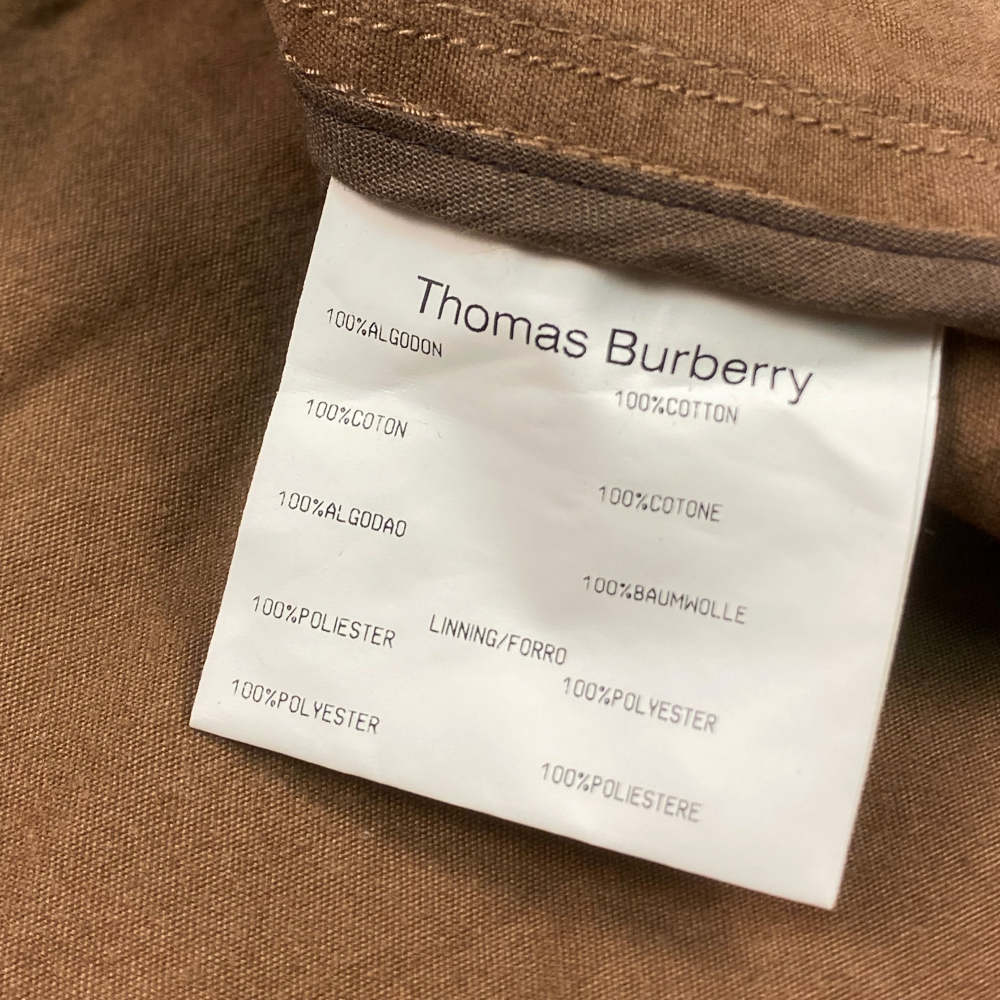 Thomas Burberry
100%ALGODON
100%COTTON
100%COTON
100%COTONE
100%ALGODAO
100%BAUMWOLLE
LINNING/FORRO
100%POLIESTER
100%POLYESTER
100%POLYESTER
100%POLIESTERE